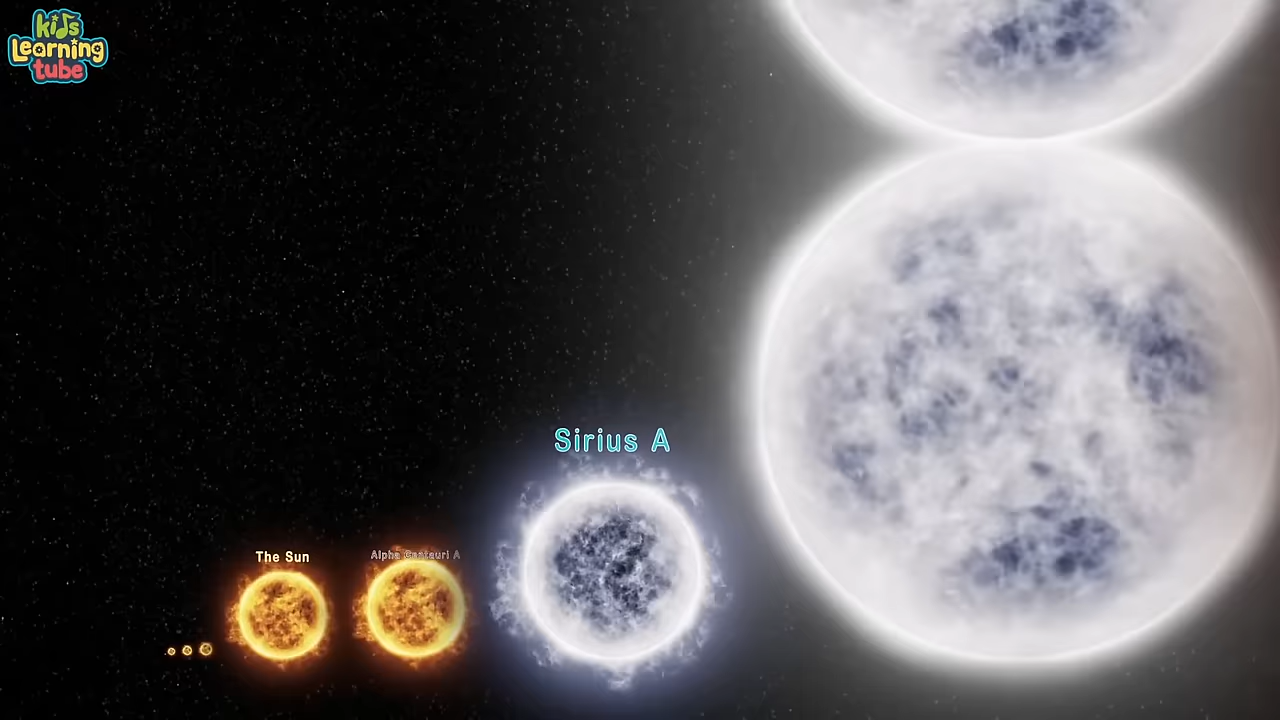 kids
Learning
tube
Sirius A
The Sun
Alpha Centauri A